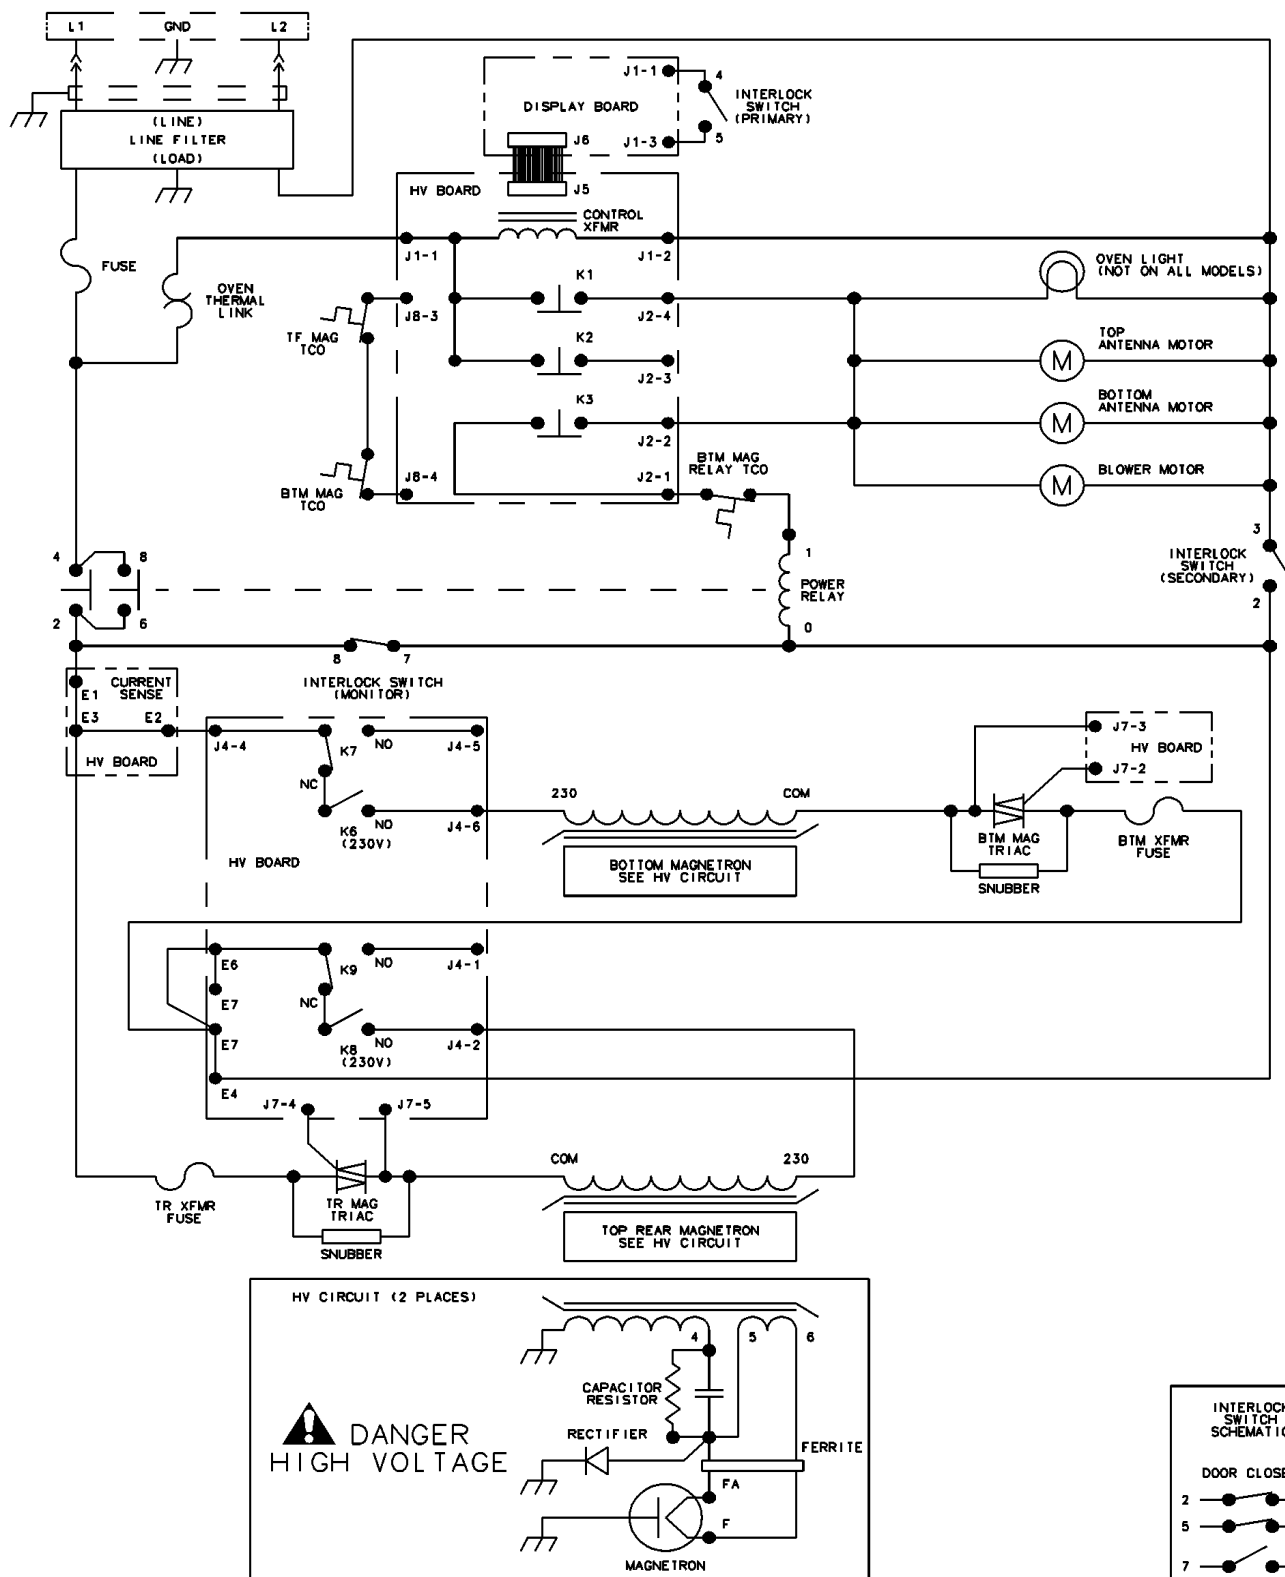 L1 GND L2
(LINE)
LINE FILTER
(LOAD)
FUSE
OVEN
THERMAL
LINK
DISPLAY BOARD
J1-1
J1-3
4
5
INTERLOCK
SWITCH
(PRIMARY)
J6
J5
HV BOARD
CONTROL
XFMR
J1-1
J1-2
K1
J8-3
J2-4
TF MAG
TCO
K2
J2-3
K3
J2-2
BTM MAG
TCO
J8-4
J2-1
BTM MAG
RELAY TCO
OVEN LIGHT
(NOT ON ALL MODELS)
TOP
ANTENNA MOTOR
M
BOTTOM
ANTENNA MOTOR
M
BLOWER MOTOR
M
3
INTERLOCK
SWITCH
(SECONDARY)
2
4 8
2 6
1
POWER
RELAY
0
8 7
INTERLOCK SWITCH
(MONITOR)
CURRENT
SENSE
E1
E3 E2
HV BOARD
J4-4
K7
NO
J4-5
NC
K6
(230V)
NO
J4-6
HV BOARD
230 COM
BOTTOM MAGNETRON
SEE HV CIRCUIT
J7-3
HV BOARD
J7-2
BTM MAG
TRIAC
SNUBBER
BTM XFMR
FUSE
E6
K9
NO
J4-1
E7
NC
E7
K8
(230V)
NO
J4-2
E4
J7-4 J7-5
TR XFMR
FUSE
TR MAG
TRIAC
SNUBBER
COM 230
TOP REAR MAGNETRON
SEE HV CIRCUIT
HV CIRCUIT (2 PLACES)
4 5 6
CAPACITOR
RESISTOR
! DANGER
HIGH VOLTAGE
RECTIFIER
FERRITE
FA
F
MAGNETRON
INTERLOCK
SWITCH
SCHEMATIC
DOOR CLOSE
2
5
7